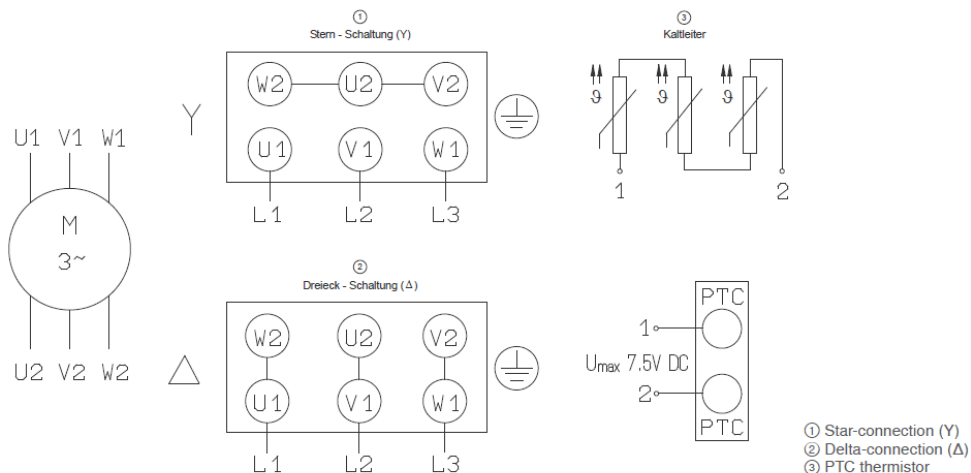 ①
Stern - Schaltung (Y)
W2 U2 V2
Y
U1 V1 W1
L1 L2 L3
③
Kaltleiter
ϑ ϑ ϑ
1 2
U1 V1 W1
M
3~
U2 V2 W2
②
Dreieck - Schaltung (Δ)
W2 U2 V2
△
U1 V1 W1
L1 L2 L3
PTC
1
Umax 7.5V DC
2
PTC
① Star-connection (Y)
② Delta-connection (Δ)
③ PTC thermistor